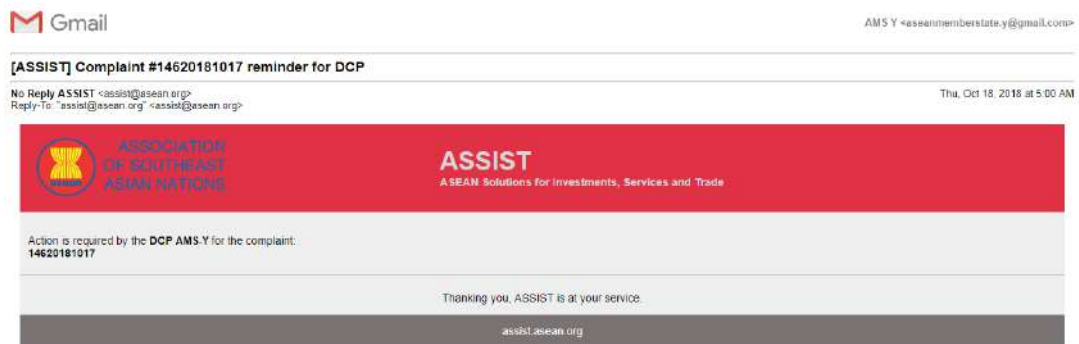 Gmail
AMS Y <aseanmemberstate.y@gmail.com>
[ASSIST] Complaint #14620181017 reminder for DCP
No Reply ASSIST <assist@asean.org>
Reply-To: "assist@asean.org" <assist@asean.org>
Thu, Oct 18, 2018 at 5:00 AM
ASSOCIATION
OF SOUTHEAST
ASIAN NATIONS
ASSIST
ASEAN Solutions for Investments, Services and Trade
Action is required by the DCP AMS-Y for the complaint:
14620181017
Thanking you, ASSIST is at your service.
assist.asean.org